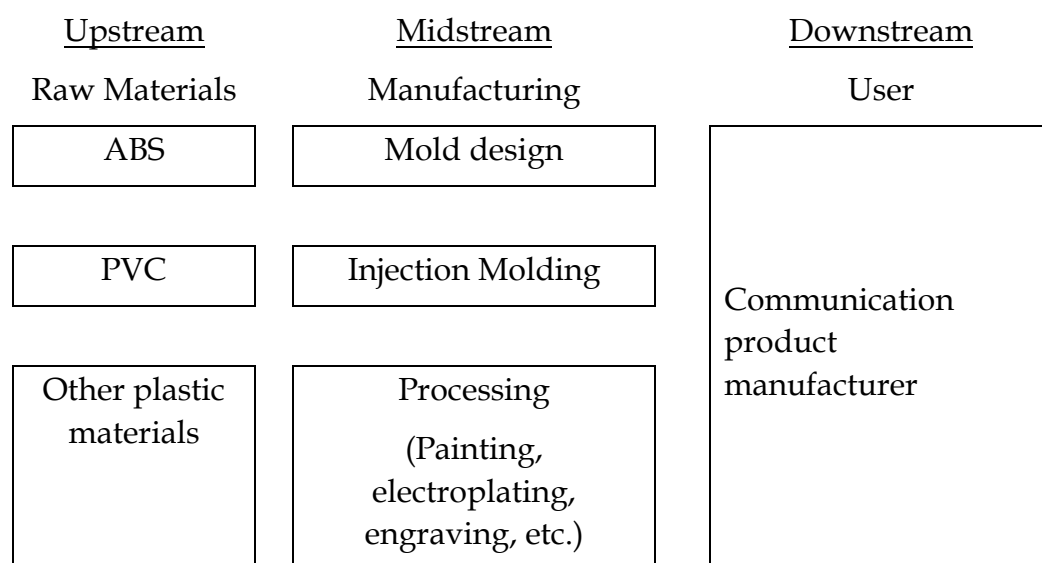 Upstream
Midstream
Downstream
Raw Materials
Manufacturing
User
ABS
Mold design
PVC
Injection Molding
Communication
product
manufacturer
Other plastic
materials
Processing
(Painting,
electroplating,
engraving, etc.)